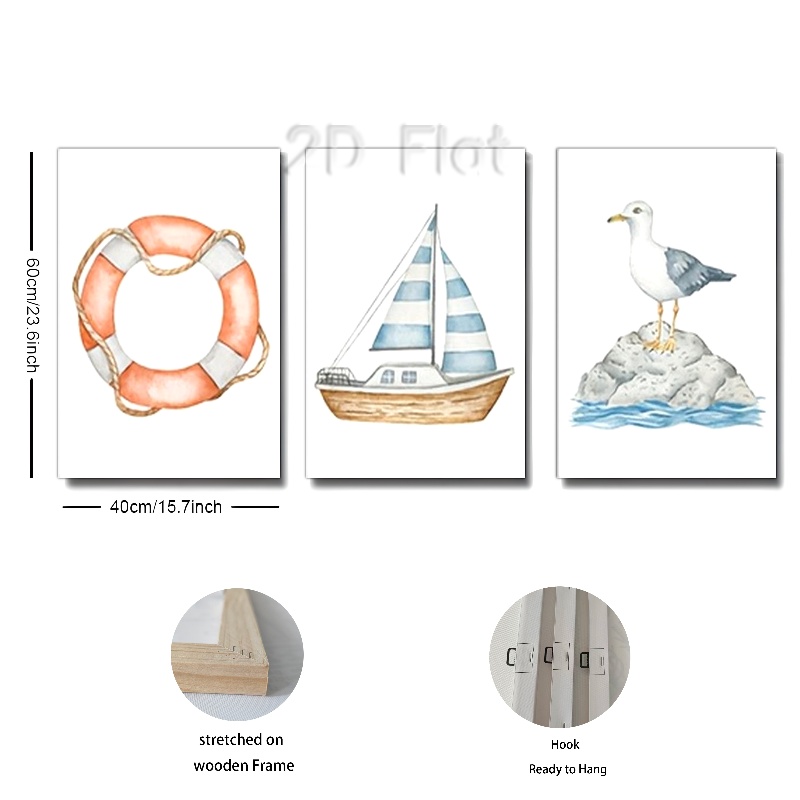 2D Flat
60cm/23.6inch
40cm/15.7inch
stretched on
wooden Frame
Hook
Ready to Hang